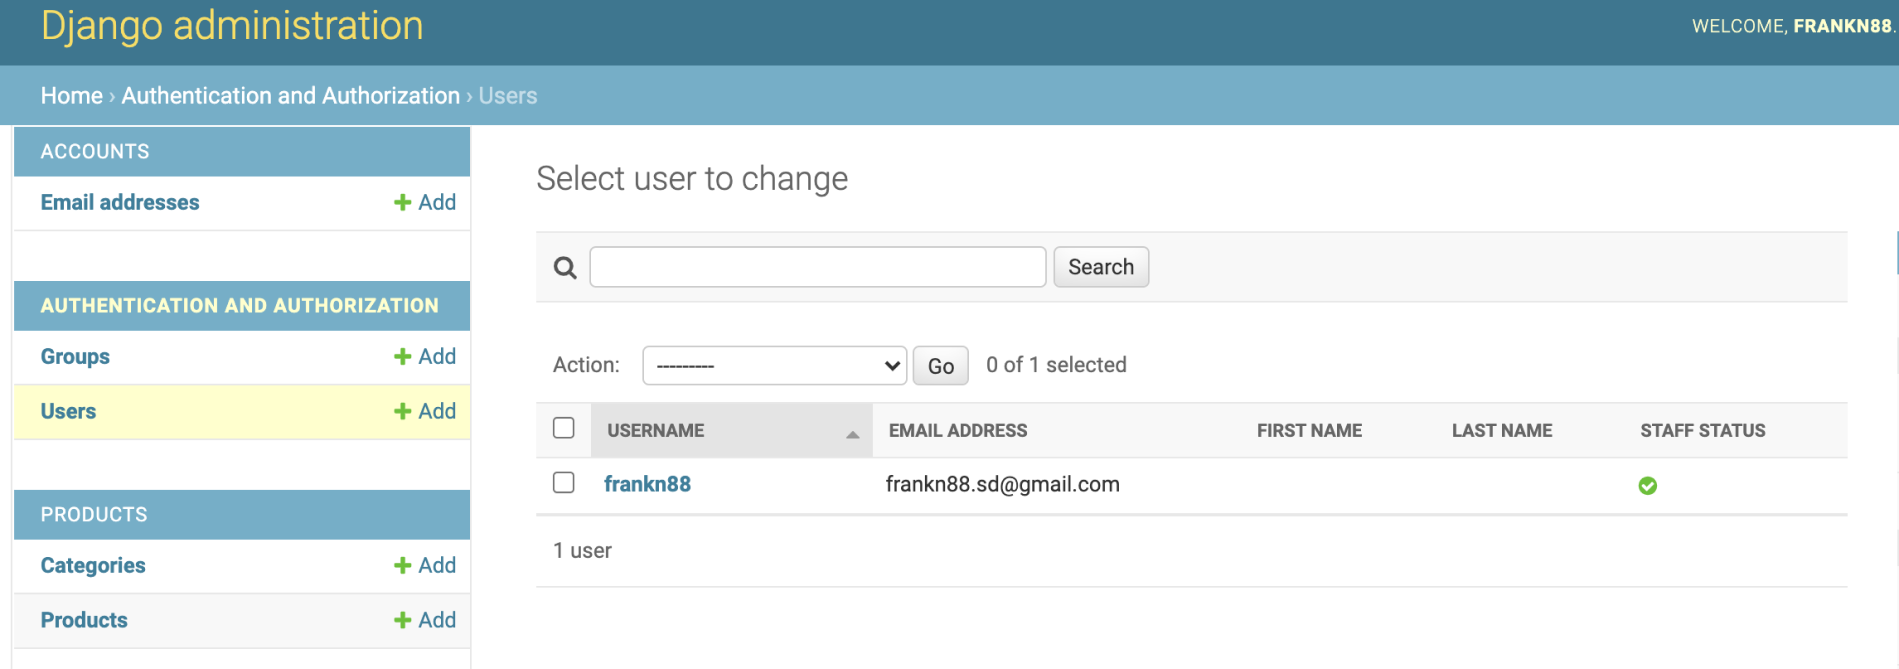 Django administration
WELCOME, FRANKN88.
Home › Authentication and Authorization › Users
ACCOUNTS
Email addresses + Add
AUTHENTICATION AND AUTHORIZATION
Groups + Add
Users + Add
PRODUCTS
Categories + Add
Products + Add
Select user to change
Search
Action: --------- Go 0 of 1 selected
USERNAME EMAIL ADDRESS FIRST NAME LAST NAME STAFF STATUS
frankn88 frankn88.sd@gmail.com
1 user